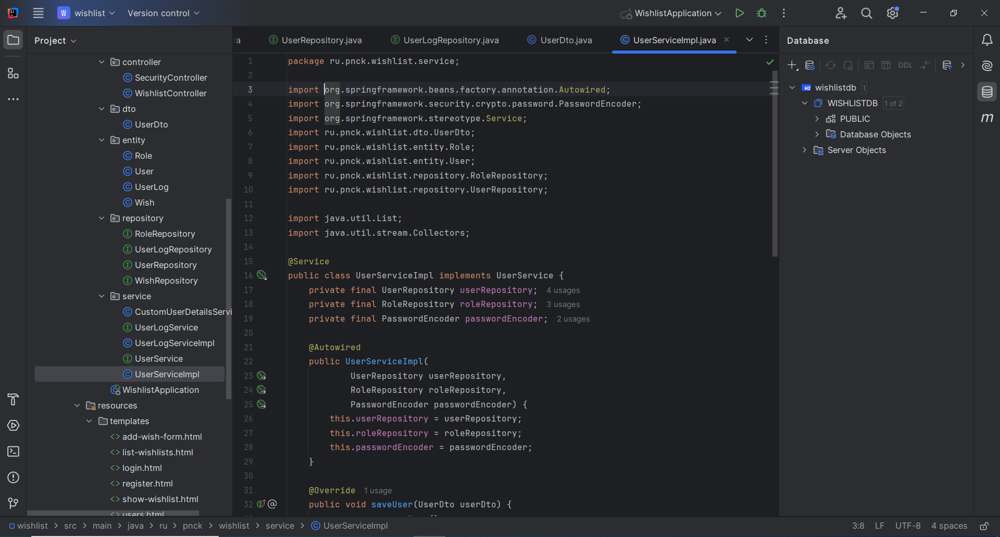 W wishlist Version control WishlistApplication
Project
UserRepository.java UserLogRepository.java UserDto.java UserServiceImpl.java
Database
controller
SecurityController
WishlistController
dto
UserDto
entity
Role
User
UserLog
Wish
repository
RoleRepository
UserLogRepository
UserRepository
WishRepository
service
CustomUserDetailsServi
UserLogService
UserLogServiceImpl
UserService
UserServiceImpl
WishlistApplication
resources
templates
add-wish-form.html
list-wishlists.html
login.html
register.html
show-wishlist.html
users.html
1 package ru.pnck.wishlist.service;
2
3 import org.springframework.beans.factory.annotation.Autowired;
4 import org.springframework.security.crypto.password.PasswordEncoder;
5 import org.springframework.stereotype.Service;
6 import ru.pnck.wishlist.dto.UserDto;
7 import ru.pnck.wishlist.entity.Role;
8 import ru.pnck.wishlist.entity.User;
9 import ru.pnck.wishlist.repository.RoleRepository;
10 import ru.pnck.wishlist.repository.UserRepository;
11
12 import java.util.List;
13 import java.util.stream.Collectors;
14
15 @Service
16 public class UserServiceImpl implements UserService {
17 private final UserRepository userRepository; 4 usages
18 private final RoleRepository roleRepository; 3 usages
19 private final PasswordEncoder passwordEncoder; 2 usages
20
21 @Autowired
22 public UserServiceImpl(
23 UserRepository userRepository,
24 RoleRepository roleRepository,
25 PasswordEncoder passwordEncoder) {
26 this.userRepository = userRepository;
27 this.roleRepository = roleRepository;
28 this.passwordEncoder = passwordEncoder;
29 }
30
31 @Override 1 usage
32 public void saveUser(UserDto userDto) {
DDL
H2 wishlistdb 1
WISHLISTDB 1 of 2
PUBLIC
Database Objects
Server Objects
m
wishlist > src > main > java > ru > pnck > wishlist > service > UserServiceImpl
3:8 LF UTF-8 4 spaces